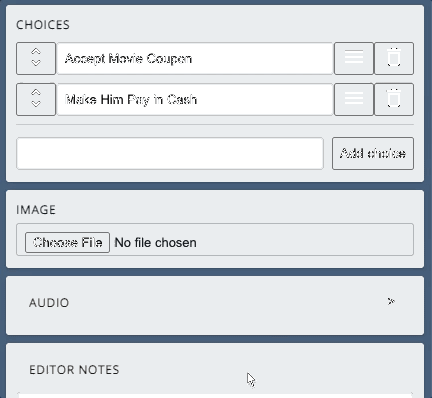 CHOICES
Accept Movie Coupon
Make Him Pay in Cash
Add choice
IMAGE
Choose File No file chosen
AUDIO
EDITOR NOTES